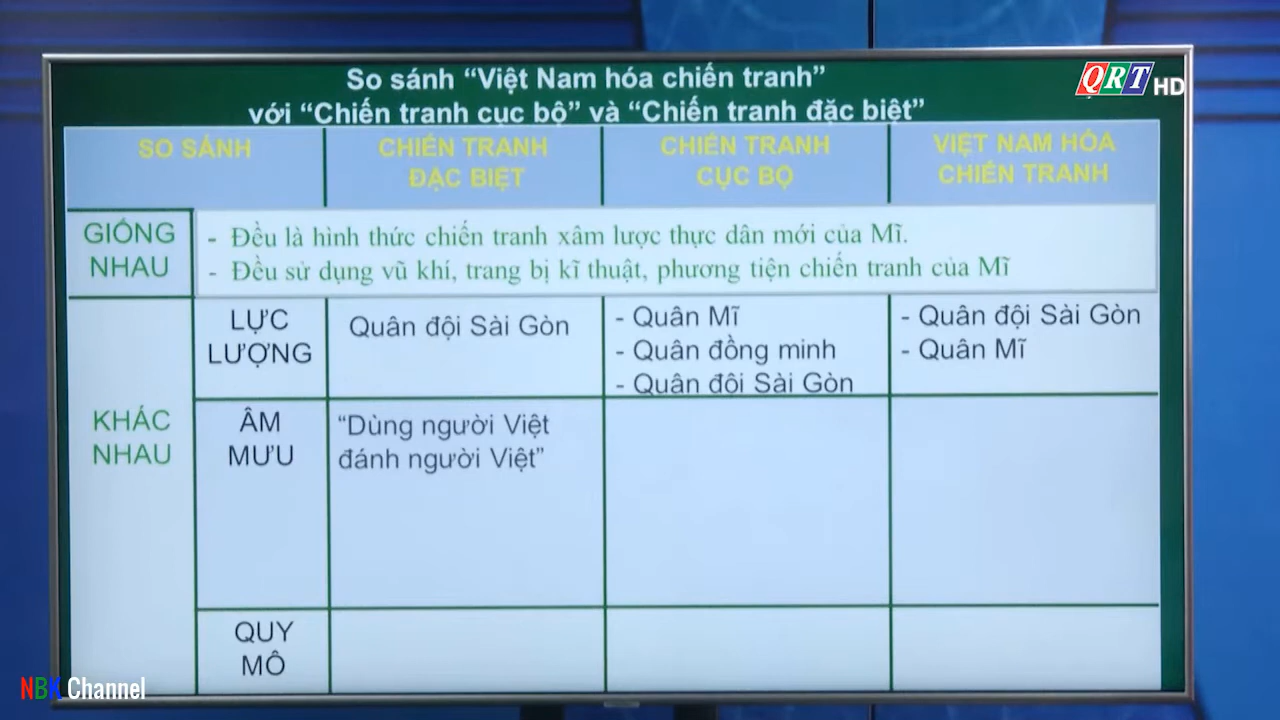 So sánh “Việt Nam hóa chiến tranh”
với “Chiến tranh cục bộ” và “Chiến tranh đặc biệt”
QRT HD
SO SÁNH
CHIẾN TRANH
ĐẶC BIỆT
CHIẾN TRANH
CỤC BỘ
VIỆT NAM HÓA
CHIẾN TRANH
GIỐNG
NHAU
- Đều là hình thức chiến tranh xâm lược thực dân mới của Mĩ.
- Đều sử dụng vũ khí, trang bị kĩ thuật, phương tiện chiến tranh của Mĩ
KHÁC
NHAU
LỰC
LƯỢNG
Quân đội Sài Gòn
- Quân Mĩ
- Quân đồng minh
- Quân đội Sài Gòn
- Quân đội Sài Gòn
- Quân Mĩ
ÂM
MƯU
“Dùng người Việt
đánh người Việt”
QUY
MÔ
NBK Channel